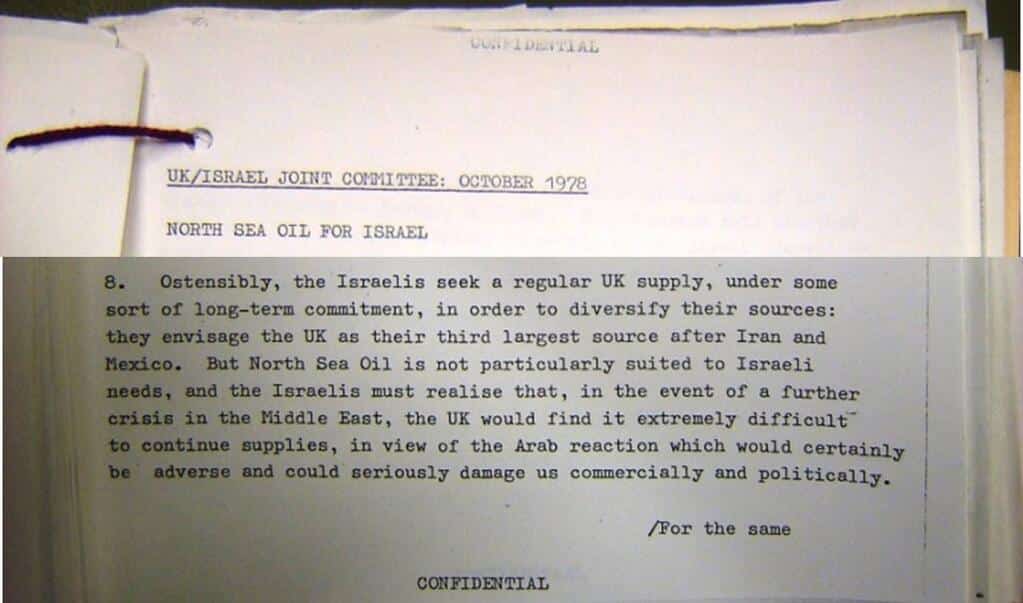 CONFIDENTIAL
UK/ISRAEL JOINT COMMITTEE: OCTOBER 1978
NORTH SEA OIL FOR ISRAEL
8. Ostensibly, the Israelis seek a regular UK supply, under some
sort of long-term commitment, in order to diversify their sources:
they envisage the UK as their third largest source after Iran and
Mexico. But North Sea Oil is not particularly suited to Israeli
needs, and the Israelis must realise that, in the event of a further
crisis in the Middle East, the UK would find it extremely difficult
to continue supplies, in view of the Arab reaction which would certainly
be adverse and could seriously damage us commercially and politically.
/For the same
CONFIDENTIAL